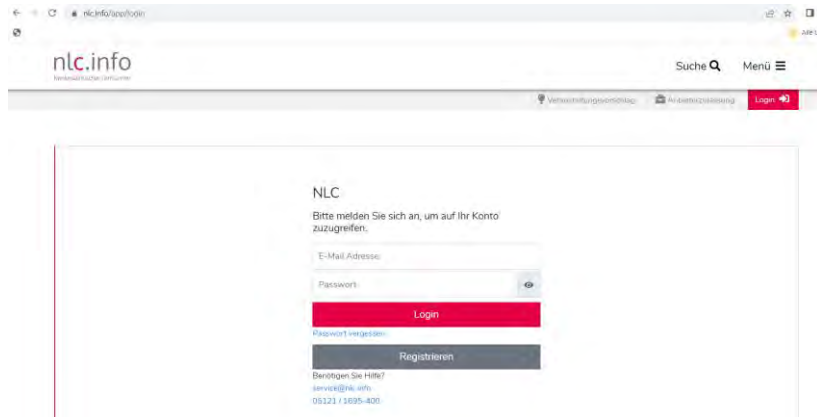 nlc.info/app/login
nlc.info
Suche
Menü
Veranstaltungsvorschlag
Anbieterzulassung
Login
NLC
Bitte melden Sie sich an, um auf Ihr Konto
zuzugreifen.
E-Mail Adresse
Passwort
Login
Passwort vergessen
Registrieren
Benötigen Sie Hilfe?
service@nlc.info
05121 / 1695-400